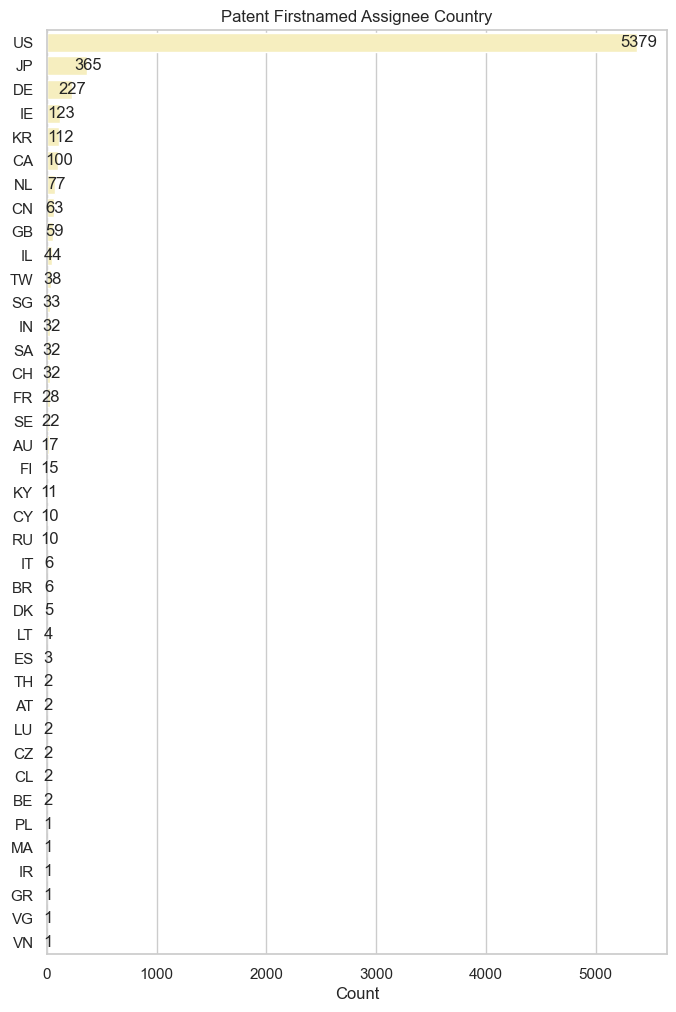 Patent Firstnamed Assignee Country
US 5379
JP 365
DE 227
IE 123
KR 112
CA 100
NL 77
CN 63
GB 59
IL 44
TW 38
SG 33
IN 32
SA 32
CH 32
FR 28
SE 22
AU 17
FI 15
KY 11
CY 10
RU 10
IT 6
BR 6
DK 5
LT 4
ES 3
TH 2
AT 2
LU 2
CZ 2
CL 2
BE 2
PL 1
MA 1
IR 1
GR 1
VG 1
VN 1
0 1000 2000 3000 4000 5000
Count